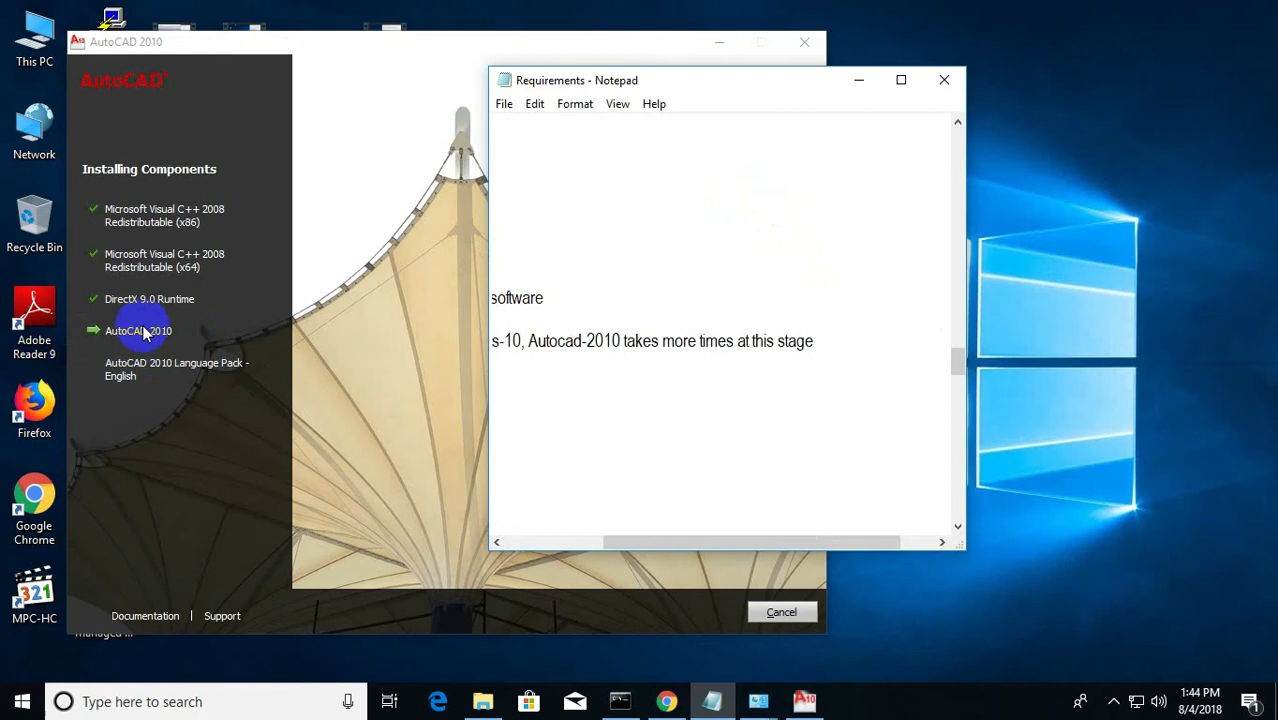 This PC
Network
Recycle Bin
Adobe
Reader 9
Firefox
Google
Chrome
MPC-HC
AutoCAD 2010
AutoCAD
Installing Components
Microsoft Visual C++ 2008
Redistributable (x86)
Microsoft Visual C++ 2008
Redistributable (x64)
DirectX 9.0 Runtime
AutoCAD 2010
AutoCAD 2010 Language Pack -
English
Documentation | Support
Cancel
managed ...
Requirements - Notepad
File Edit Format View Help
software
s-10, Autocad-2010 takes more times at this stage
Type here to search
1:44 PM
8/4/2018